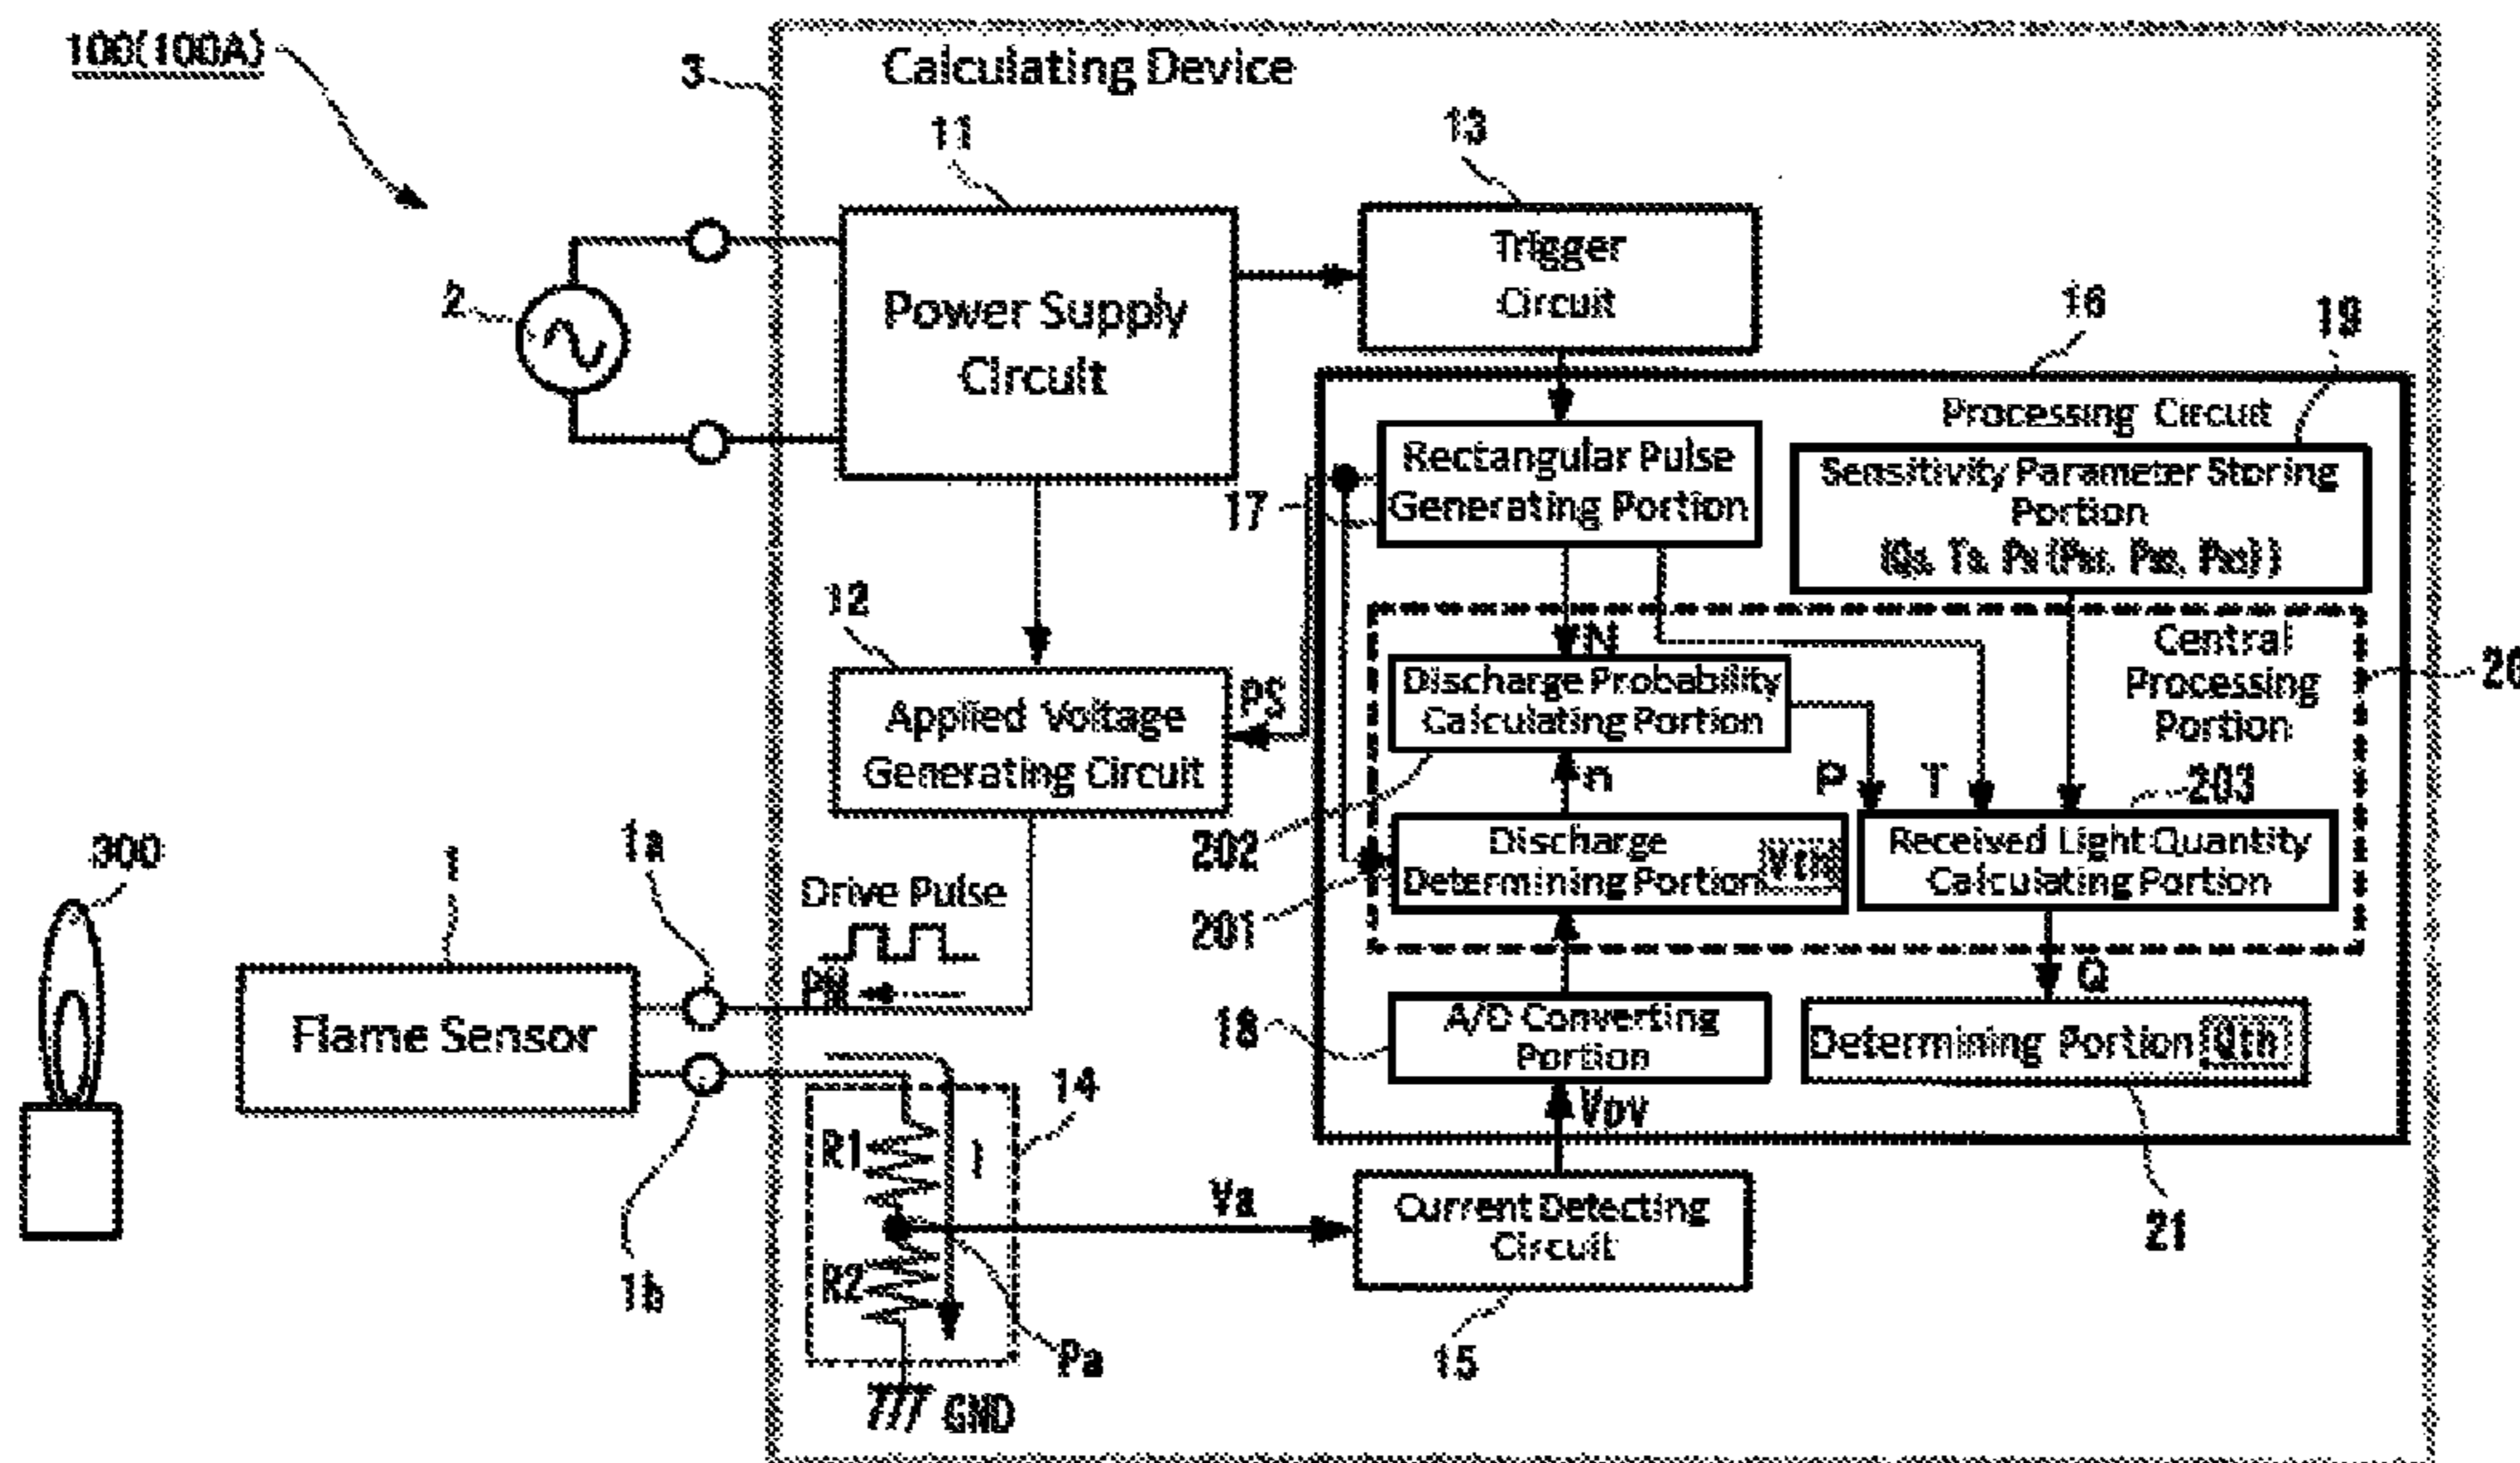 100(100A)
3
Calculating Device
11
13
2
Power Supply
Circuit
Trigger
Circuit
16
19
Processing Circuit
17
Rectangular Pulse
Generating Portion
Sensitivity Parameter Storing
Portion
12
Applied Voltage
Generating Circuit
PS
N
Discharge Probability
Calculating Portion
Central
Processing
Portion
n
P
T
203
202
201
Discharge
Determining Portion Vth
Received Light Quantity
Calculating Portion
300
1
1a
Drive Pulse
Flame Sensor
18
A/D Converting
Portion
Q
Determining Portion Qth
1b
14
R1
I
R2
Pa
GND
Va
Vpv
Current Detecting
Circuit
15
21